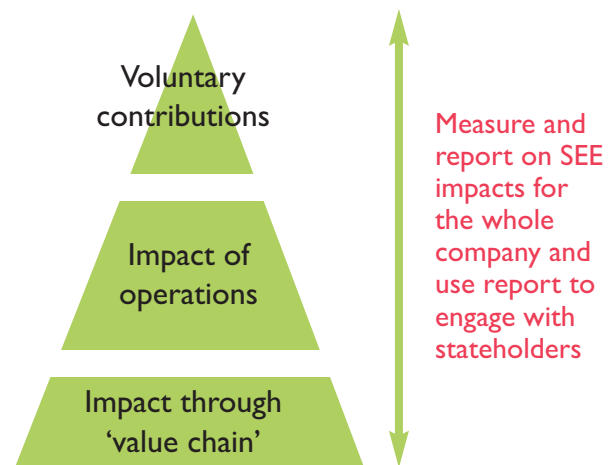 Voluntary
contributions
Impact of
operations
Impact through
‘value chain’
Measure and
report on SEE
impacts for
the whole
company and
use report to
engage with
stateholders